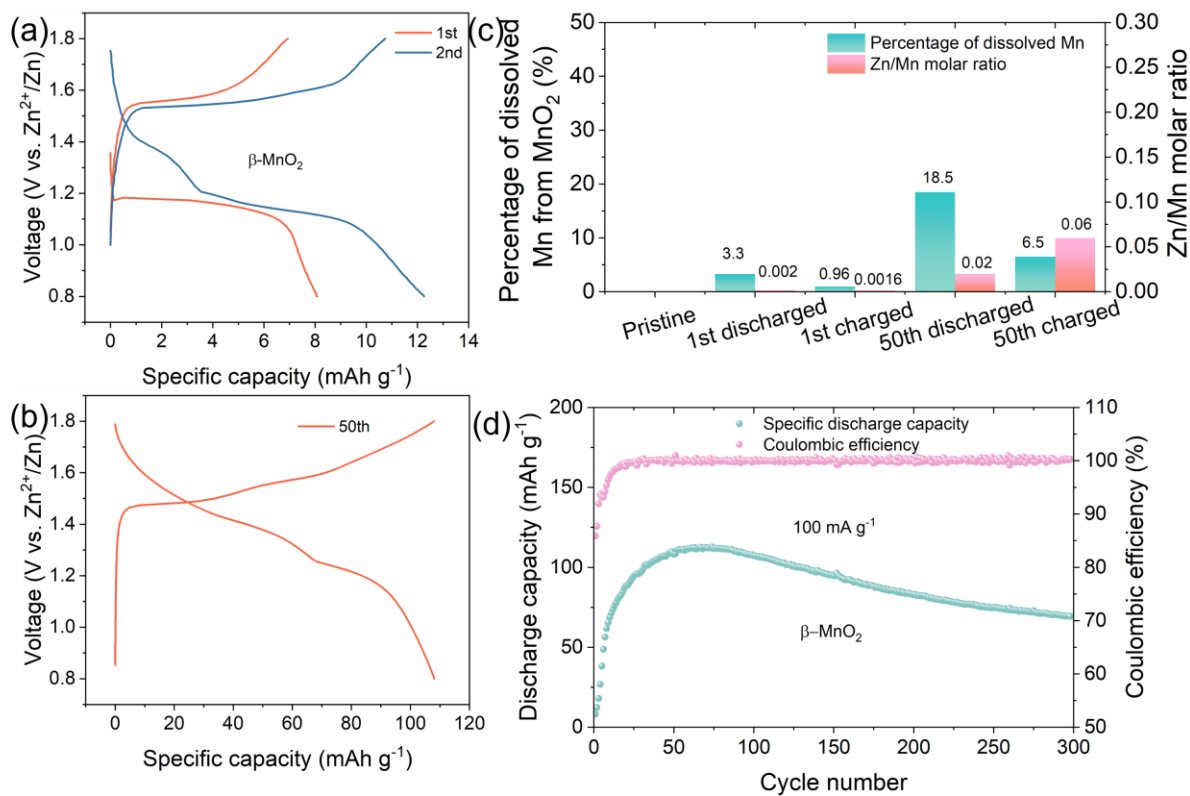 (a)
1.8
1.6
1.4
1.2
1.0
0.8
Voltage (V vs. Zn²⁺/Zn)
1st
2nd
β-MnO₂
0 2 4 6 8 10 12 14
Specific capacity (mAh g⁻¹)
(c)
50
40
30
20
10
0
Percentage of dissolved
Mn from MnO₂ (%)
Percentage of dissolved Mn
Zn/Mn molar ratio
3.3
0.002
0.96
0.0016
18.5
0.02
6.5
0.06
0.30
0.25
0.20
0.15
0.10
0.05
0.00
Zn/Mn molar ratio
Pristine
1st discharged
1st charged
50th discharged
50th charged
(b)
1.8
1.6
1.4
1.2
1.0
0.8
Voltage (V vs. Zn²⁺/Zn)
50th
0 20 40 60 80 100 120
Specific capacity (mAh g⁻¹)
(d)
200
150
100
50
0
Discharge capacity (mAh g⁻¹)
Specific discharge capacity
Coulombic efficiency
100 mA g⁻¹
β–MnO₂
110
100
90
80
70
60
50
Coulombic efficiency (%)
0 50 100 150 200 250 300
Cycle number